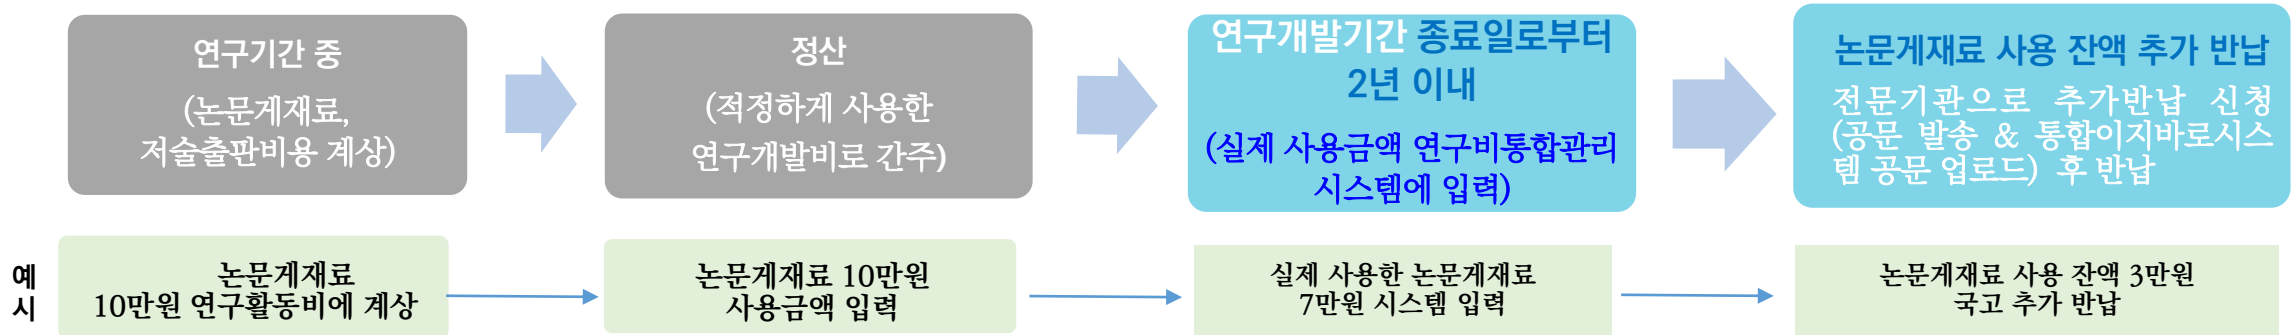 연구기간 중
(논문게재료,
저술출판비용 계상)
정산
(적정하게 사용한
연구개발비로 간주)
연구개발기간 종료일로부터
2년 이내
(실제 사용금액 연구비통합관리
시스템에 입력)
논문게재료 사용 잔액 추가 반납
전문기관으로 추가반납 신청
(공문 발송 & 통합이지바로시스
템 공문 업로드) 후 반납
예
시
논문게재료
10만원 연구활동비에 계상
논문게재료 10만원
사용금액 입력
실제 사용한 논문게재료
7만원 시스템 입력
논문게재료 사용 잔액 3만원
국고 추가 반납